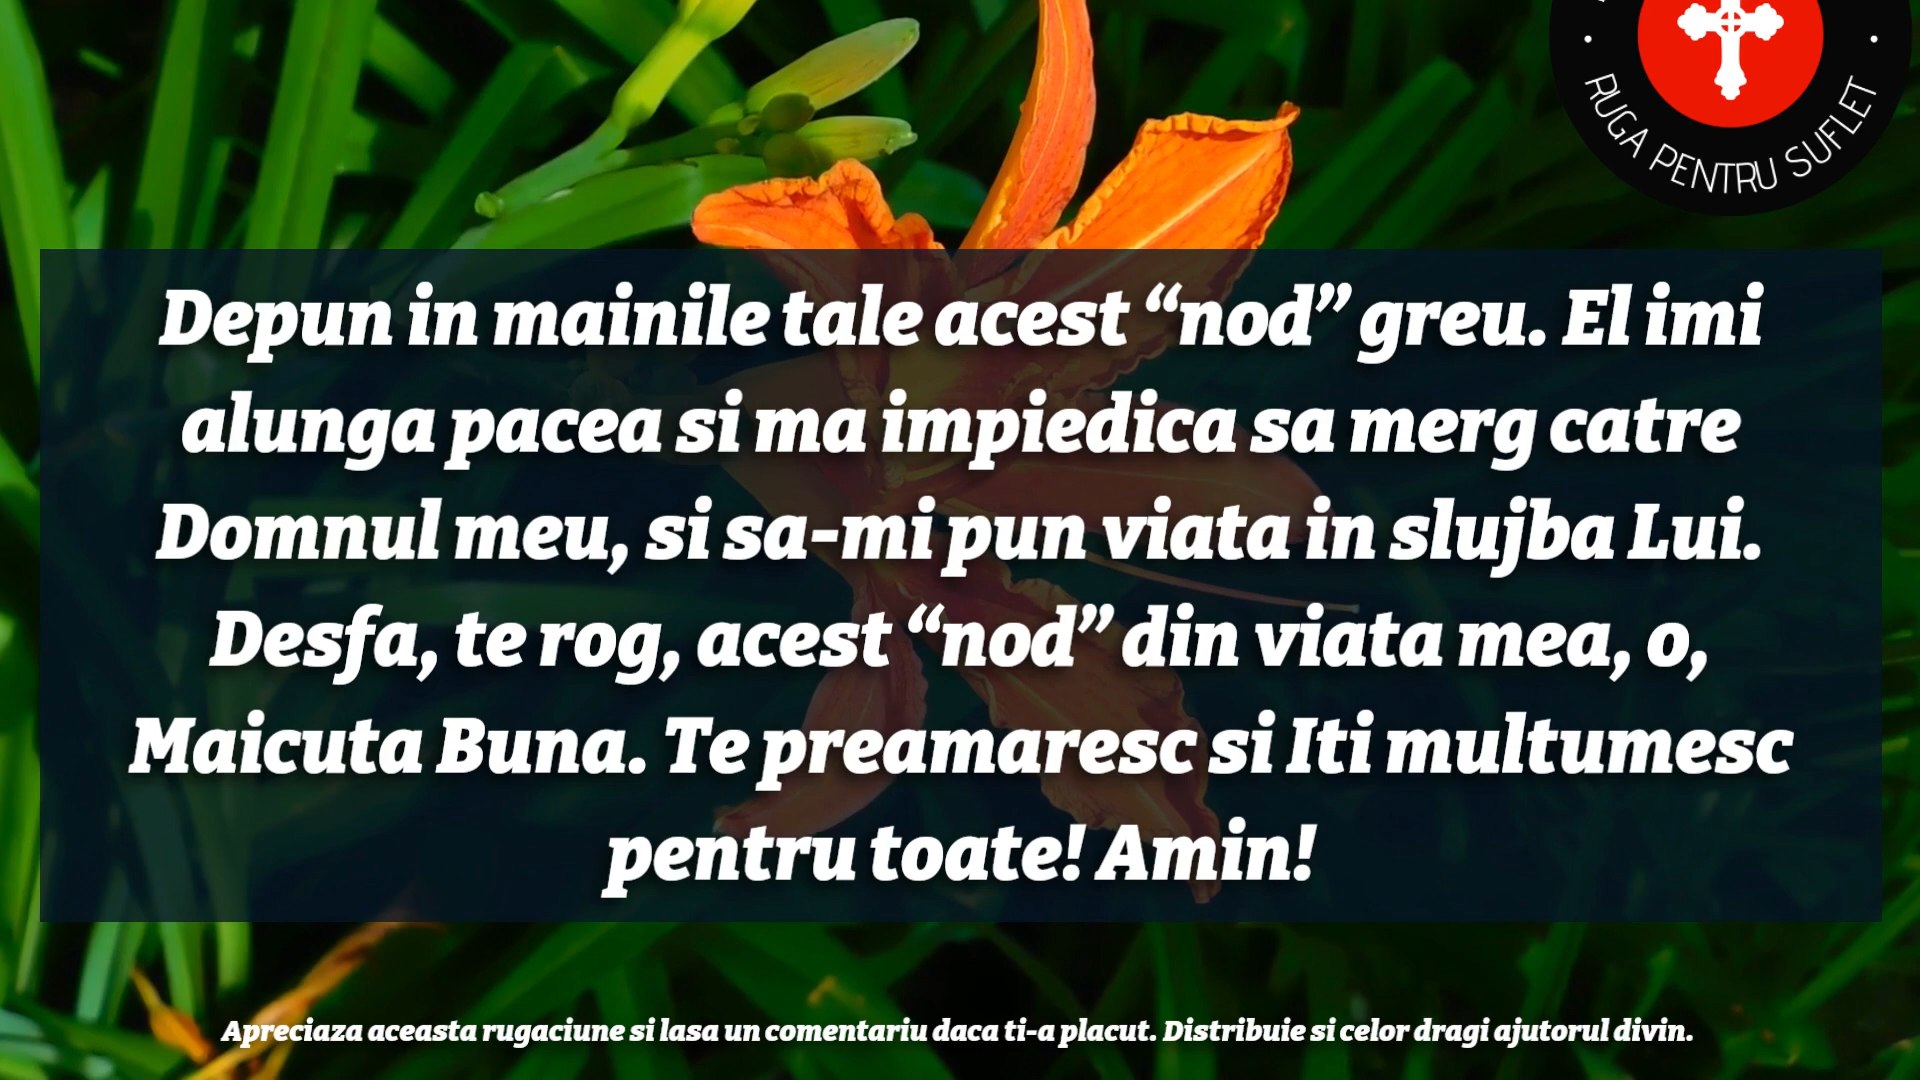 RUGA PENTRU SUFLET
Depun in mainile tale acest “nod” greu. El imi
alunga pacea si ma impiedica sa merg catre
Domnul meu, si sa-mi pun viata in slujba Lui.
Desfa, te rog, acest “nod” din viata mea, o,
Maicuta Buna. Te preamaresc si Iti multumesc
pentru toate! Amin!
Apreciaza aceasta rugaciune si lasa un comentariu daca ti-a placut. Distribuie si celor dragi ajutorul divin.